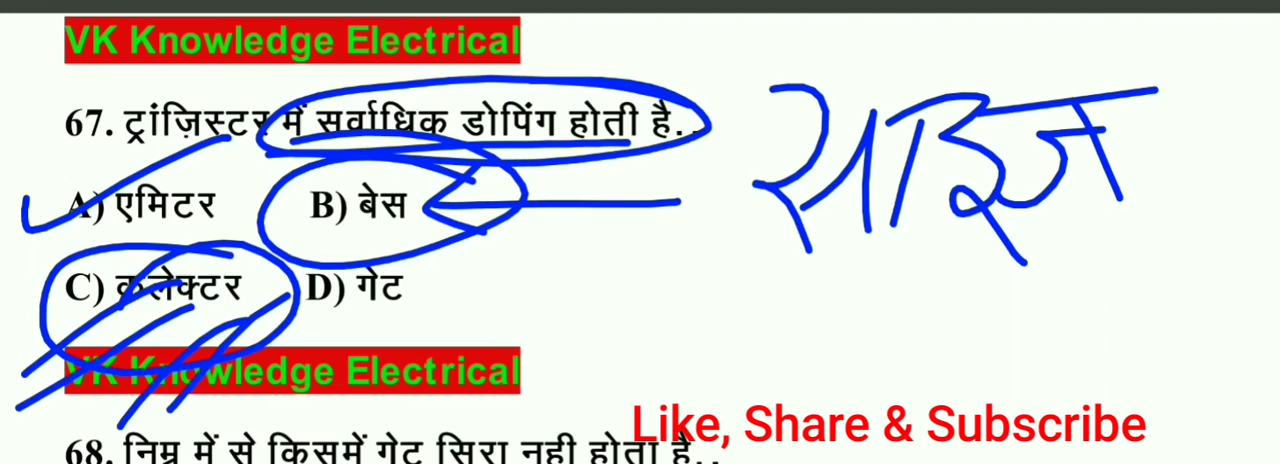 VK Knowledge Electrical
67. ट्रांज़िस्टर में सर्वाधिक डोपिंग होती है..
A) एमिटर B) बेस
साइज
C) कलेक्टर D) गेट
VK Knowledge Electrical
Like, Share & Subscribe
68. निम्न में से किसमें गेट सिरा नही होता है..